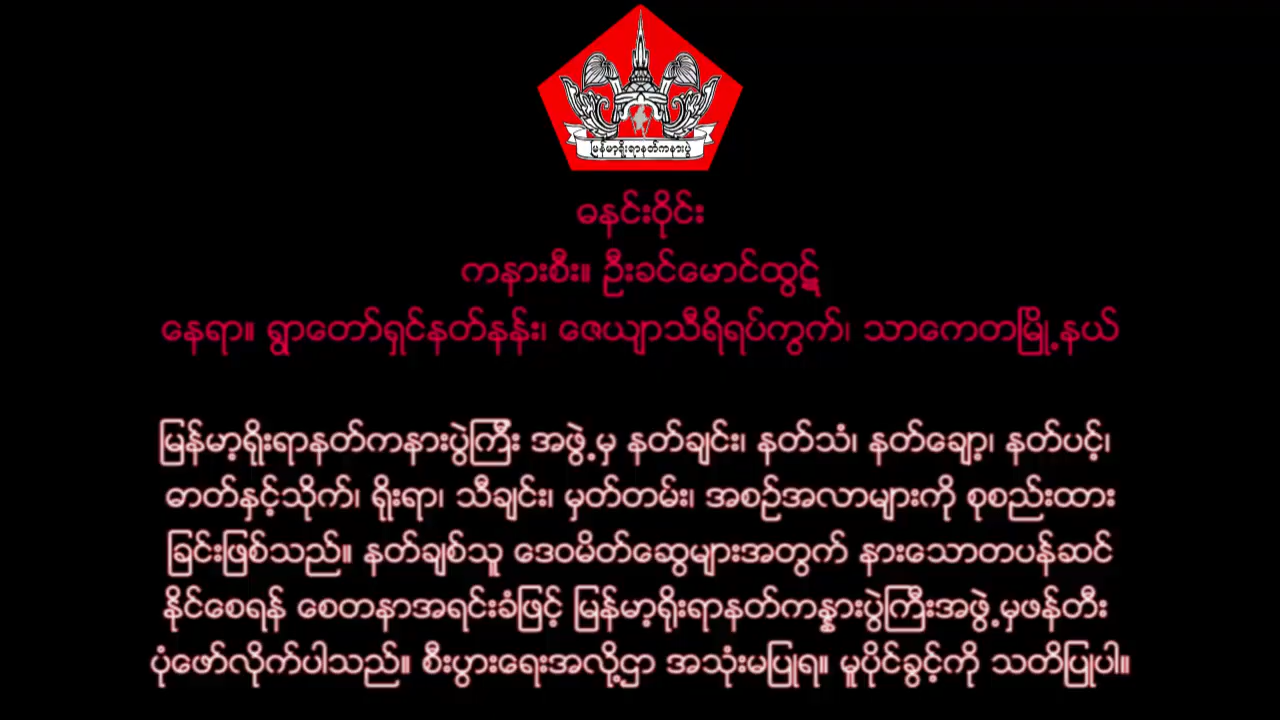 မြန်မာ့ရိုးရာနတ်ကနားပွဲ
ဓနင်းဝိုင်း
ကနားစီး။ ဦးခင်မောင်ထွဋ်
နေရာ။ ရွာတော်ရှင်နတ်နန်း၊ ဇေယျာသီရိရပ်ကွက်၊ သာကေတမြို့နယ်
မြန်မာ့ရိုးရာနတ်ကနားပွဲကြီး အဖွဲ့မှ နတ်ချင်း၊ နတ်သံ၊ နတ်ချော့၊ နတ်ပင့်၊
ဓာတ်နှင့်သိုက်၊ ရိုးရာ၊ သီချင်း၊ မှတ်တမ်း၊ အစဉ်အလာများကို စုစည်းထား
ခြင်းဖြစ်သည်။ နတ်ချစ်သူ ဒေဝမိတ်ဆွေများအတွက် နားသောတပန်ဆင်
နိုင်စေရန် စေတနာအရင်းခံဖြင့် မြန်မာ့ရိုးရာနတ်ကန္နားပွဲကြီးအဖွဲ့မှဖန်တီး
ပုံဖော်လိုက်ပါသည်။ စီးပွားရေးအလို့ဌာ အသုံးမပြုရ။ မူပိုင်ခွင့်ကို သတိပြုပါ။